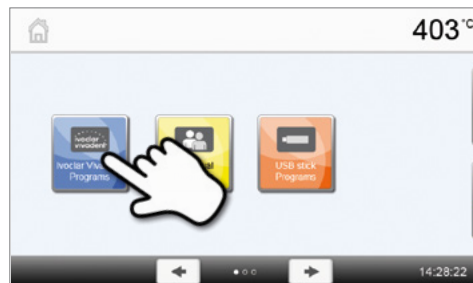 403 °C
ivoclar
vivadent
Ivoclar
Programs
USB stick
Programs
14:28:22